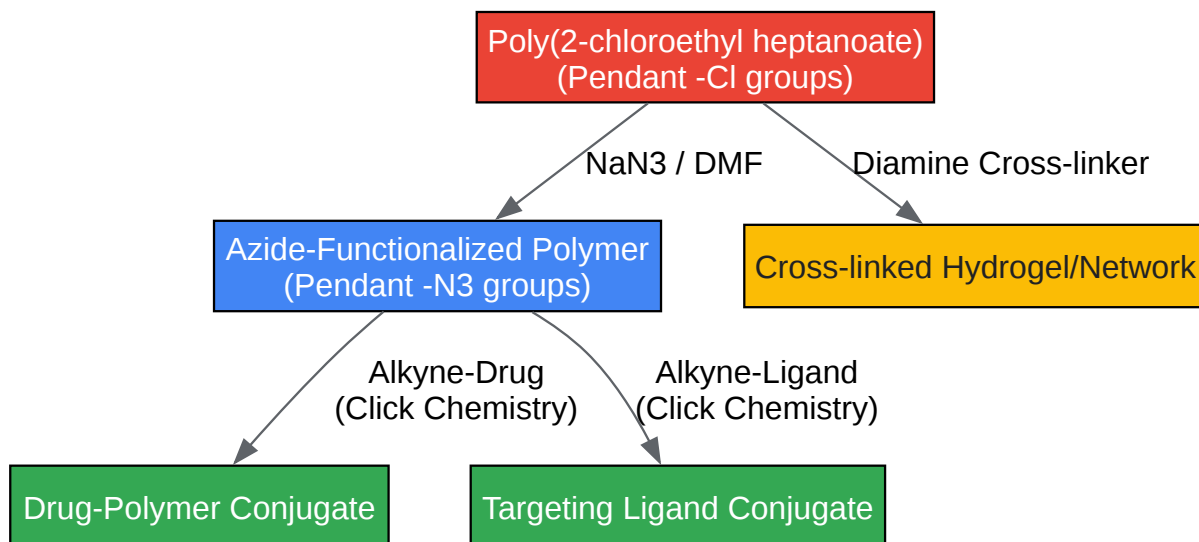 Poly(2-chloroethyl heptanoate)
(Pendant -Cl groups)
NaN3 / DMF
Diamine Cross-linker
Azide-Functionalized Polymer
(Pendant -N3 groups)
Cross-linked Hydrogel/Network
Alkyne-Drug
(Click Chemistry)
Alkyne-Ligand
(Click Chemistry)
Drug-Polymer Conjugate
Targeting Ligand Conjugate